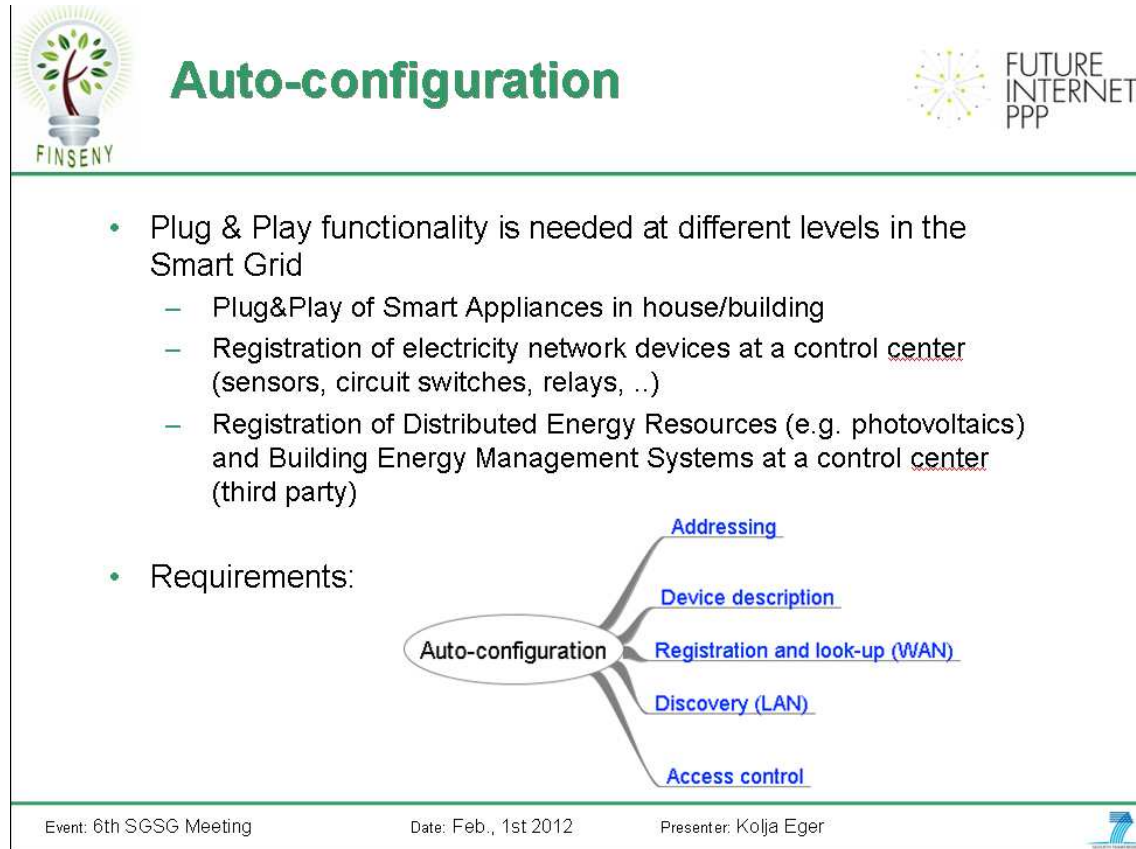 Auto-configuration
FINSENY
FUTURE
INTERNET
PPP
• Plug & Play functionality is needed at different levels in the
Smart Grid
– Plug&Play of Smart Appliances in house/building
– Registration of electricity network devices at a control center
(sensors, circuit switches, relays, ..)
– Registration of Distributed Energy Resources (e.g. photovoltaics)
and Building Energy Management Systems at a control center
(third party)
• Requirements:
Auto-configuration
Addressing
Device description
Registration and look-up (WAN)
Discovery (LAN)
Access control
Event: 6th SGSG Meeting
Date: Feb., 1st 2012
Presenter: Kolja Eger